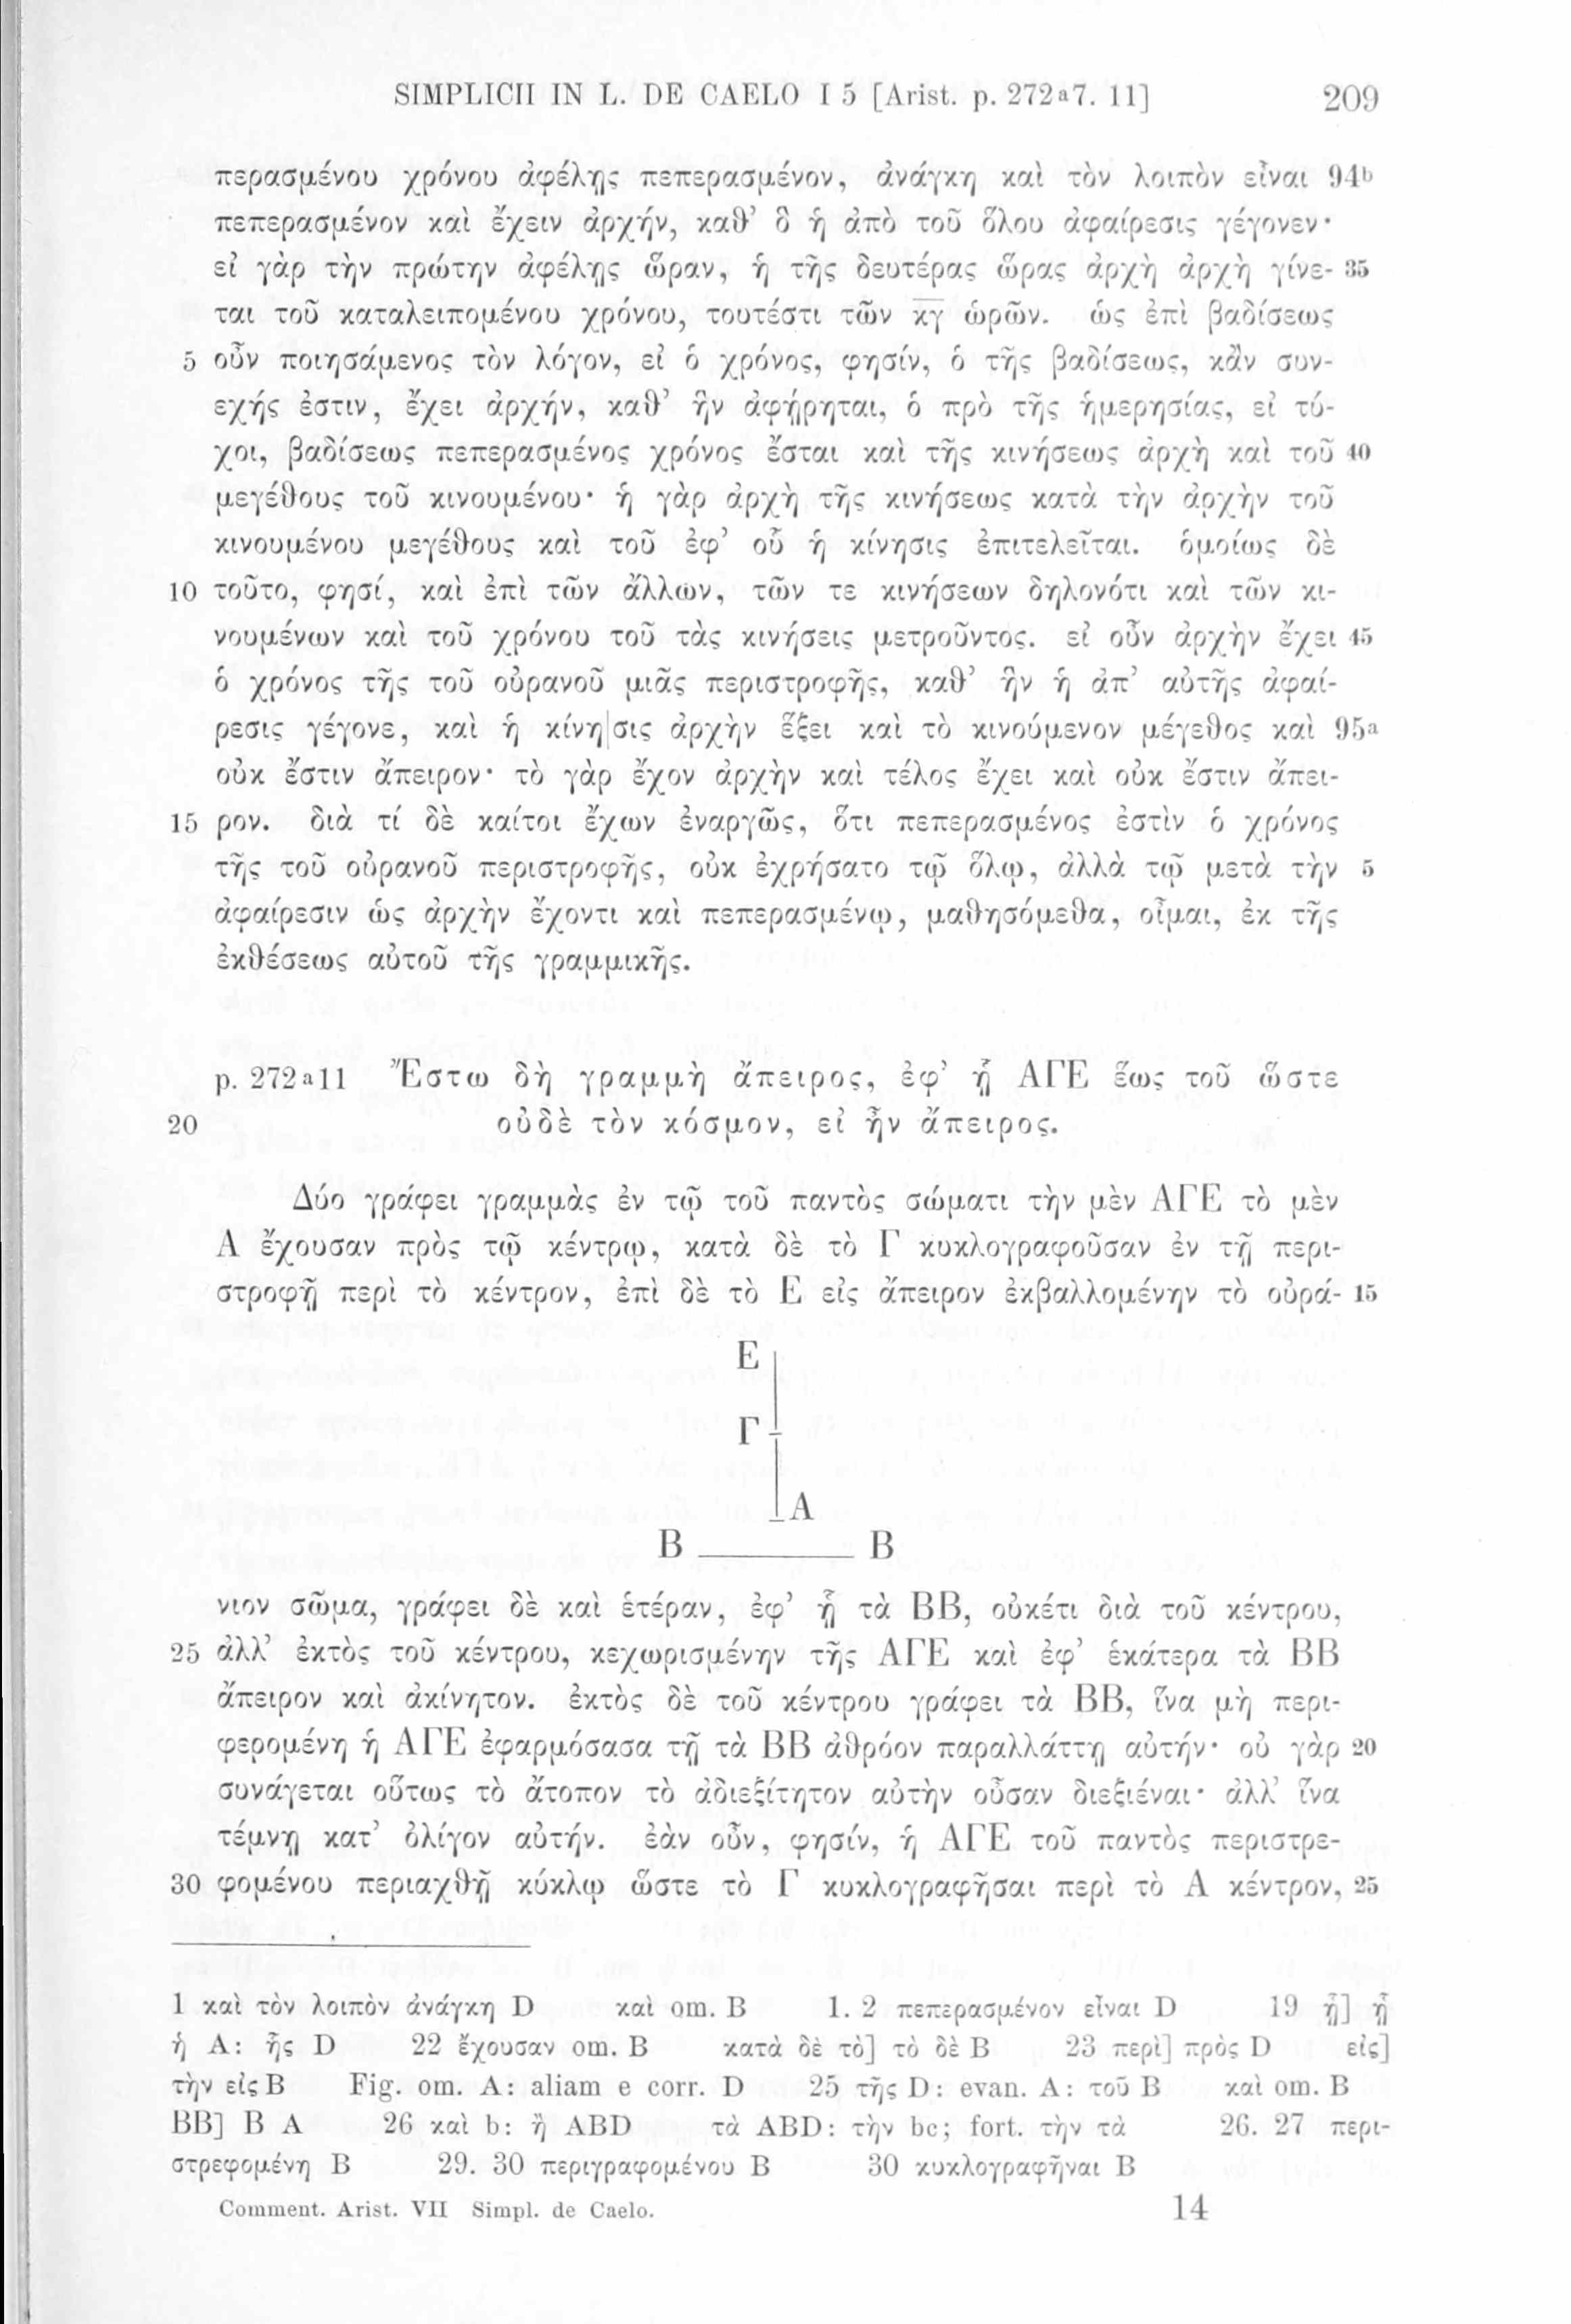 SIMPLICII IN L. DE CAELO I 5 [Arist. p. 272a7. 11] 209
περασμένου χρόνου ἀφέλῃς πεπερασμένον, ἀνάγκη καὶ τὸν λοιπὸν εἶναι 94b
πεπερασμένον καὶ ἔχειν ἀρχήν, καθ’ ὃ ἡ ἀπὸ τοῦ ὅλου ἀφαίρεσις γέγονεν·
εἰ γὰρ τὴν πρώτην ἀφέλῃς ὥραν, ἡ τῆς δευτέρας ὥρας ἀρχὴ ἀρχὴ γίνε- 35
ται τοῦ καταλειπομένου χρόνου, τουτέστι τῶν κγ ὡρῶν. ὡς ἐπὶ βαδίσεως
5 οὖν ποιησάμενος τὸν λόγον, εἰ ὁ χρόνος, φησίν, ὁ τῆς βαδίσεως, κἂν συν-
εχής ἐστιν, ἔχει ἀρχήν, καθ’ ἣν ἀφῄρηται, ὁ πρὸ τῆς ἡμερησίας, εἰ τύ-
χοι, βαδίσεως πεπερασμένος χρόνος ἔσται καὶ τῆς κινήσεως ἀρχὴ καὶ τοῦ 40
μεγέθους τοῦ κινουμένου· ἡ γὰρ ἀρχὴ τῆς κινήσεως κατὰ τὴν ἀρχὴν τοῦ
κινουμένου μεγέθους καὶ τοῦ ἐφ’ οὗ ἡ κίνησις ἐπιτελεῖται. ὁμοίως δὲ
10 τοῦτο, φησί, καὶ ἐπὶ τῶν ἄλλων, τῶν τε κινήσεων δηλονότι καὶ τῶν κι-
νουμένων καὶ τοῦ χρόνου τοῦ τὰς κινήσεις μετροῦντος. εἰ οὖν ἀρχὴν ἔχει 45
ὁ χρόνος τῆς τοῦ οὐρανοῦ μιᾶς περιστροφῆς, καθ’ ἣν ἡ ἀπ’ αὐτῆς ἀφαί-
ρεσις γέγονε, καὶ ἡ κίνη|σις ἀρχὴν ἕξει καὶ τὸ κινούμενον μέγεθος καὶ 95a
οὐκ ἔστιν ἄπειρον· τὸ γὰρ ἔχον ἀρχὴν καὶ τέλος ἔχει καὶ οὐκ ἔστιν ἄπει-
15 ρον. διὰ τί δὲ καίτοι ἔχων ἐναργῶς, ὅτι πεπερασμένος ἐστὶν ὁ χρόνος
τῆς τοῦ οὐρανοῦ περιστροφῆς, οὐκ ἐχρήσατο τῷ ὅλῳ, ἀλλὰ τῷ μετὰ τὴν 5
ἀφαίρεσιν ὡς ἀρχὴν ἔχοντι καὶ πεπερασμένῳ, μαθησόμεθα, οἶμαι, ἐκ τῆς
ἐκθέσεως αὐτοῦ τῆς γραμμικῆς.
p. 272a11 Ἔστω δὴ γραμμὴ ἄπειρος, ἐφ’ ᾗ ΑΓΕ ἕως τοῦ ὥστε
20 οὐδὲ τὸν κόσμον, εἰ ἦν ἄπειρος.
Δύο γράφει γραμμὰς ἐν τῷ τοῦ παντὸς σώματι τὴν μὲν ΑΓΕ τὸ μὲν
Α ἔχουσαν πρὸς τῷ κέντρῳ, κατὰ δὲ τὸ Γ κυκλογραφοῦσαν ἐν τῇ περι-
στροφῇ περὶ τὸ κέντρον, ἐπὶ δὲ τὸ Ε εἰς ἄπειρον ἐκβαλλομένην τὸ οὐρά- 15
Ε
Γ
Α
Β Β
νιον σῶμα, γράφει δὲ καὶ ἑτέραν, ἐφ’ ᾗ τὰ ΒΒ, οὐκέτι διὰ τοῦ κέντρου,
25 ἀλλ’ ἐκτὸς τοῦ κέντρου, κεχωρισμένην τῆς ΑΓΕ καὶ ἐφ’ ἑκάτερα τὰ ΒΒ
ἄπειρον καὶ ἀκίνητον. ἐκτὸς δὲ τοῦ κέντρου γράφει τὰ ΒΒ, ἵνα μὴ περι-
φερομένη ἡ ΑΓΕ ἐφαρμόσασα τῇ τὰ ΒΒ ἀθρόον παραλλάττῃ αὐτήν· οὐ γὰρ 20
συνάγεται οὕτως τὸ ἄτοπον τὸ ἀδιεξίτητον αὐτὴν οὖσαν διεξιέναι· ἀλλ’ ἵνα
τέμνῃ κατ’ ὀλίγον αὐτήν. ἐὰν οὖν, φησίν, ἡ ΑΓΕ τοῦ παντὸς περιστρε-
30 φομένου περιαχθῇ κύκλῳ ὥστε τὸ Γ κυκλογραφῆσαι περὶ τὸ Α κέντρον, 25
1 καὶ τὸν λοιπὸν ἀνάγκη D καὶ om. B 1. 2 πεπερασμένον εἶναι D 19 ᾗ] ᾗ
ἡ A: ἧς D 22 ἔχουσαν om. B κατὰ δὲ τὸ] τὸ δὲ B 23 περὶ] πρὸς D εἰς]
τὴν εἰς B Fig. om. A: aliam e corr. D 25 τῆς D: evan. A: τοῦ B καὶ om. B
ΒΒ] Β A 26 καὶ b: ἢ ABD τὰ ABD: τὴν bc; fort. τὴν τὰ 26. 27 περι-
στρεφομένη B 29. 30 περιγραφομένου B 30 κυκλογραφῆναι B
Comment. Arist. VII Simpl. de Caelo. 14